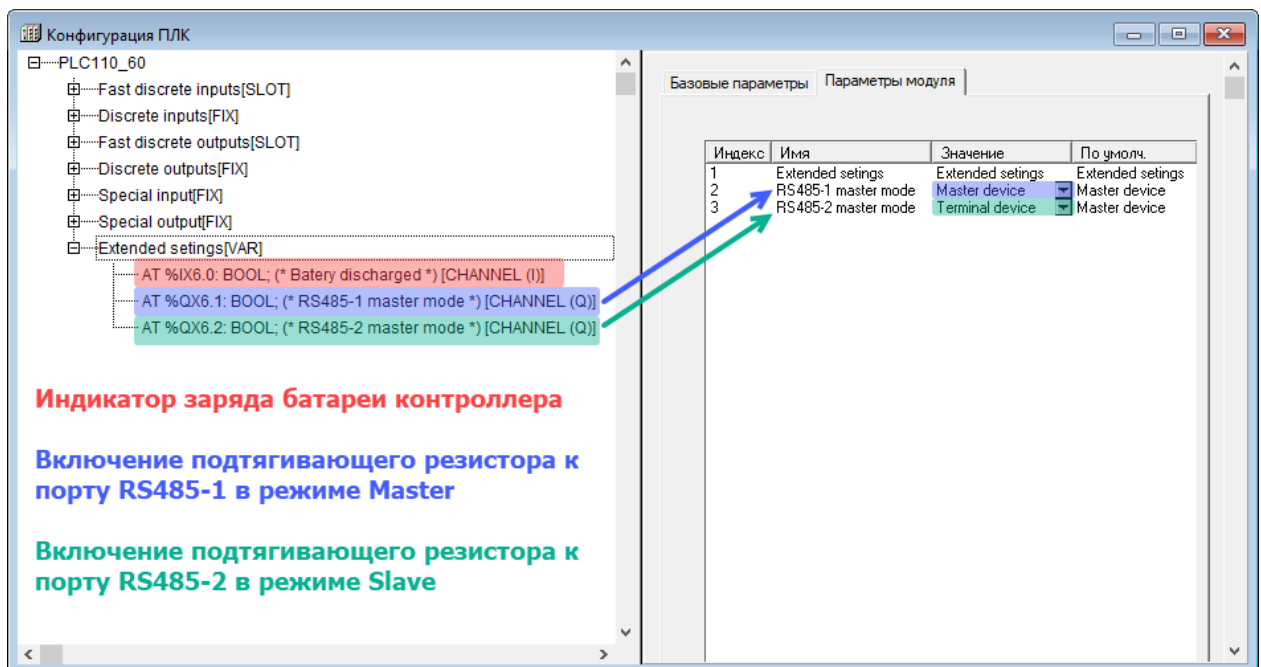 Конфигурация ПЛК
PLC110_60
Fast discrete inputs[SLOT]
Discrete inputs[FIX]
Fast discrete outputs[SLOT]
Discrete outputs[FIX]
Special input[FIX]
Special output[FIX]
Extended setings[VAR]
AT %IX6.0: BOOL; (* Batery discharged *) [CHANNEL (I)]
AT %QX6.1: BOOL; (* RS485-1 master mode *) [CHANNEL (Q)]
AT %QX6.2: BOOL; (* RS485-2 master mode *) [CHANNEL (Q)]
Индикатор заряда батареи контроллера
Включение подтягивающего резистора к
порту RS485-1 в режиме Master
Включение подтягивающего резистора к
порту RS485-2 в режиме Slave
Базовые параметры Параметры модуля
Индекс Имя Значение По умолч.
1 Extended setings Extended setings Extended setings
2 RS485-1 master mode Master device Master device
3 RS485-2 master mode Terminal device Master device